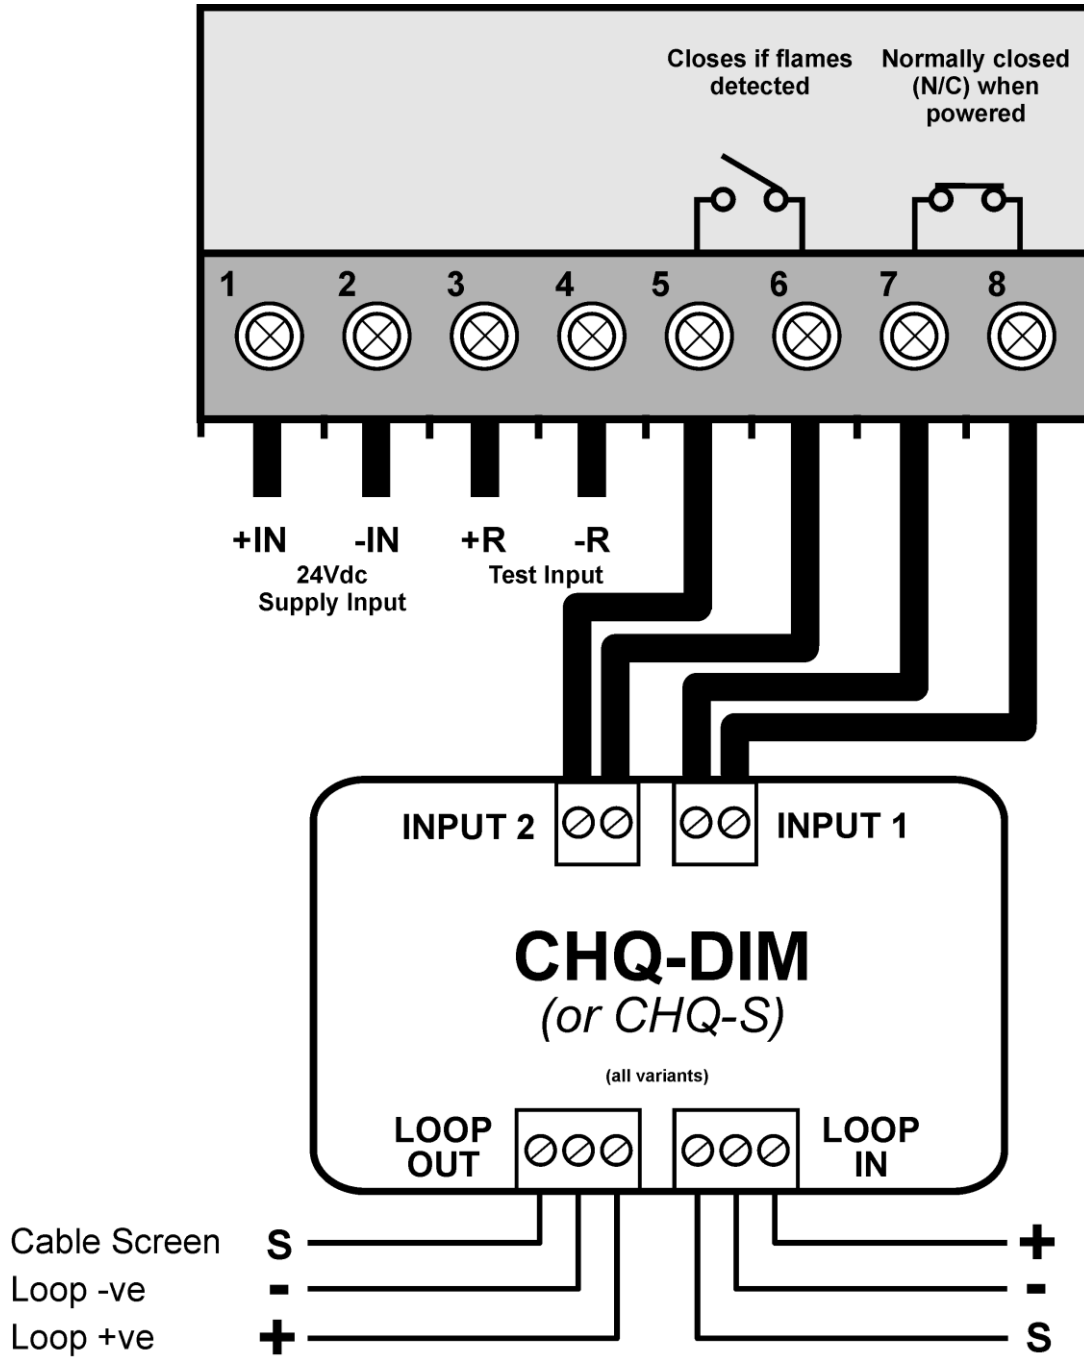 Closes if flames
detected
Normally closed
(N/C) when
powered
1 2 3 4 5 6 7 8
+IN -IN +R -R
24Vdc
Supply Input
Test Input
INPUT 2
INPUT 1
CHQ-DIM
(or CHQ-S)
(all variants)
LOOP
OUT
LOOP
IN
Cable Screen S
Loop -ve -
Loop +ve +
+
-
S